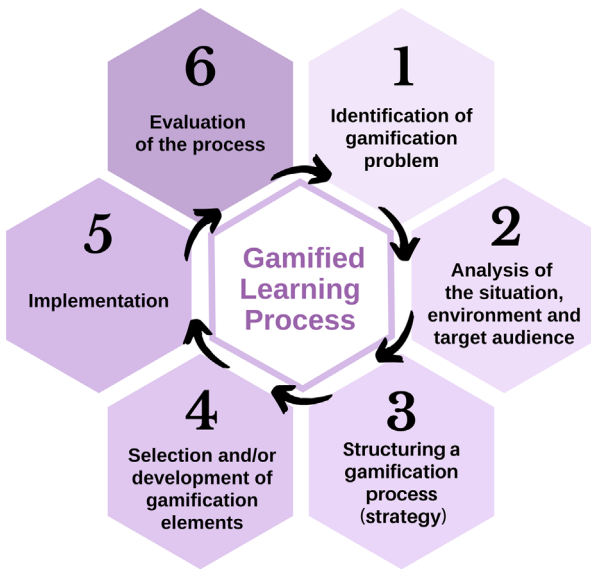 6
Evaluation
of the process
1
Identification of
gamification
problem
2
Analysis of
the situation,
environment and
target audience
3
Structuring a
gamification
process
(strategy)
4
Selection and/or
development of
gamification
elements
5
Implementation
Gamified
Learning
Process